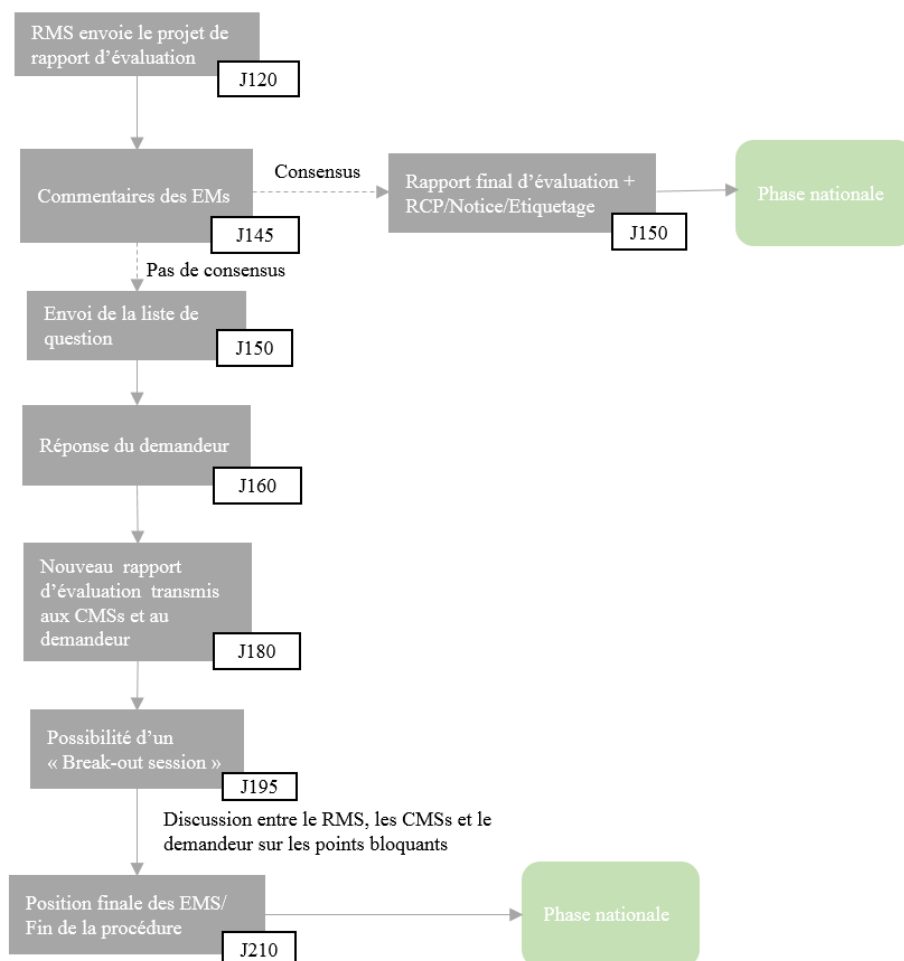 RMS envoie le projet de
rapport d'évaluation
J120
Commentaires des EMs
J145
Consensus
Rapport final d'évaluation +
RCP/Notice/Etiquetage
J150
Phase nationale
Pas de consensus
Envoi de la liste de
question
J150
Réponse du demandeur
J160
Nouveau rapport
d'évaluation transmis
aux CMSs et au
demandeur
J180
Possibilité d'un
« Break-out session »
J195
Discussion entre le RMS, les CMSs et le
demandeur sur les points bloquants
Position finale des EMS/
Fin de la procédure
J210
Phase nationale